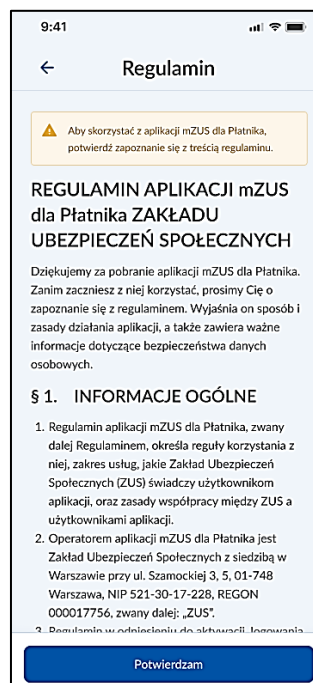 9:41
Regulamin
Aby skorzystać z aplikacji mZUS dla Płatnika,
potwierdź zapoznanie się z treścią regulaminu.
REGULAMIN APLIKACJI mZUS
dla Płatnika ZAKŁADU
UBEZPIECZEŃ SPOŁECZNYCH
Dziękujemy za pobranie aplikacji mZUS dla Płatnika.
Zanim zaczniesz z niej korzystać, prosimy Cię o
zapoznanie się z regulaminem. Wyjaśnia on sposób i
zasady działania aplikacji, a także zawiera ważne
informacje dotyczące bezpieczeństwa danych
osobowych.
§ 1. INFORMACJE OGÓLNE
1. Regulamin aplikacji mZUS dla Płatnika, zwany
dalej Regulaminem, określa reguły korzystania z
niej, zakres usług, jakie Zakład Ubezpieczeń
Społecznych (ZUS) świadczy użytkownikom
aplikacji, oraz zasady współpracy między ZUS a
użytkownikami aplikacji.
2. Operatorem aplikacji mZUS dla Płatnika jest
Zakład Ubezpieczeń Społecznych z siedzibą w
Warszawie przy ul. Szamockiej 3, 5, 01-748
Warszawa, NIP 521-30-17-228, REGON
000017756, zwany dalej: „ZUS”.
3. Regulamin w odniesieniu do aktywacji, logowania
Potwierdzam